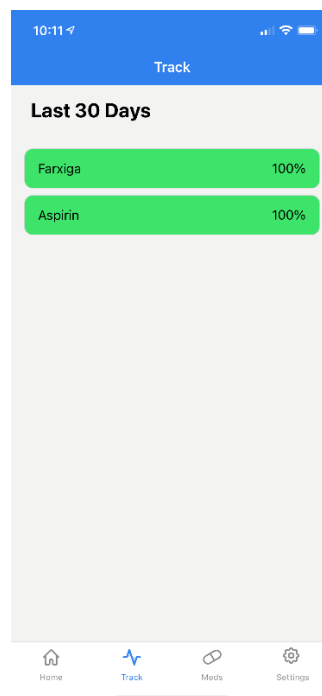 10:11
Track
Last 30 Days
Farxiga 100%
Aspirin 100%
Home Track Meds Settings